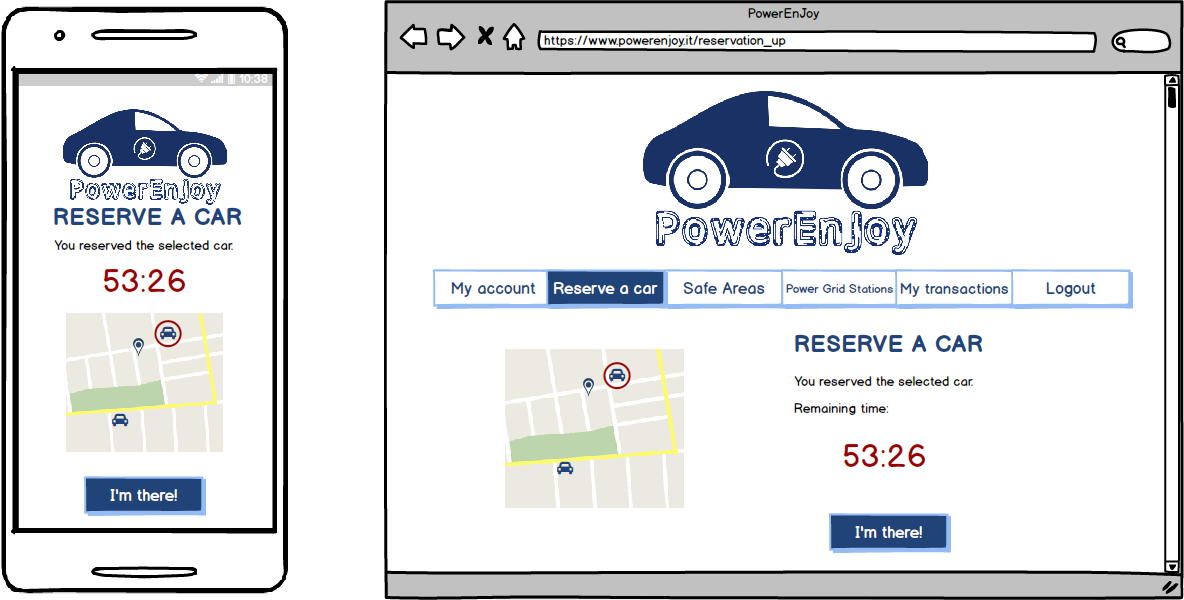 10:38
PowerEnJoy
RESERVE A CAR
You reserved the selected car.
53:26
I'm there!
PowerEnJoy
https://www.powerenjoy.it/reservation_up
PowerEnJoy
My account
Reserve a car
Safe Areas
Power Grid Stations
My transactions
Logout
RESERVE A CAR
You reserved the selected car.
Remaining time:
53:26
I'm there!